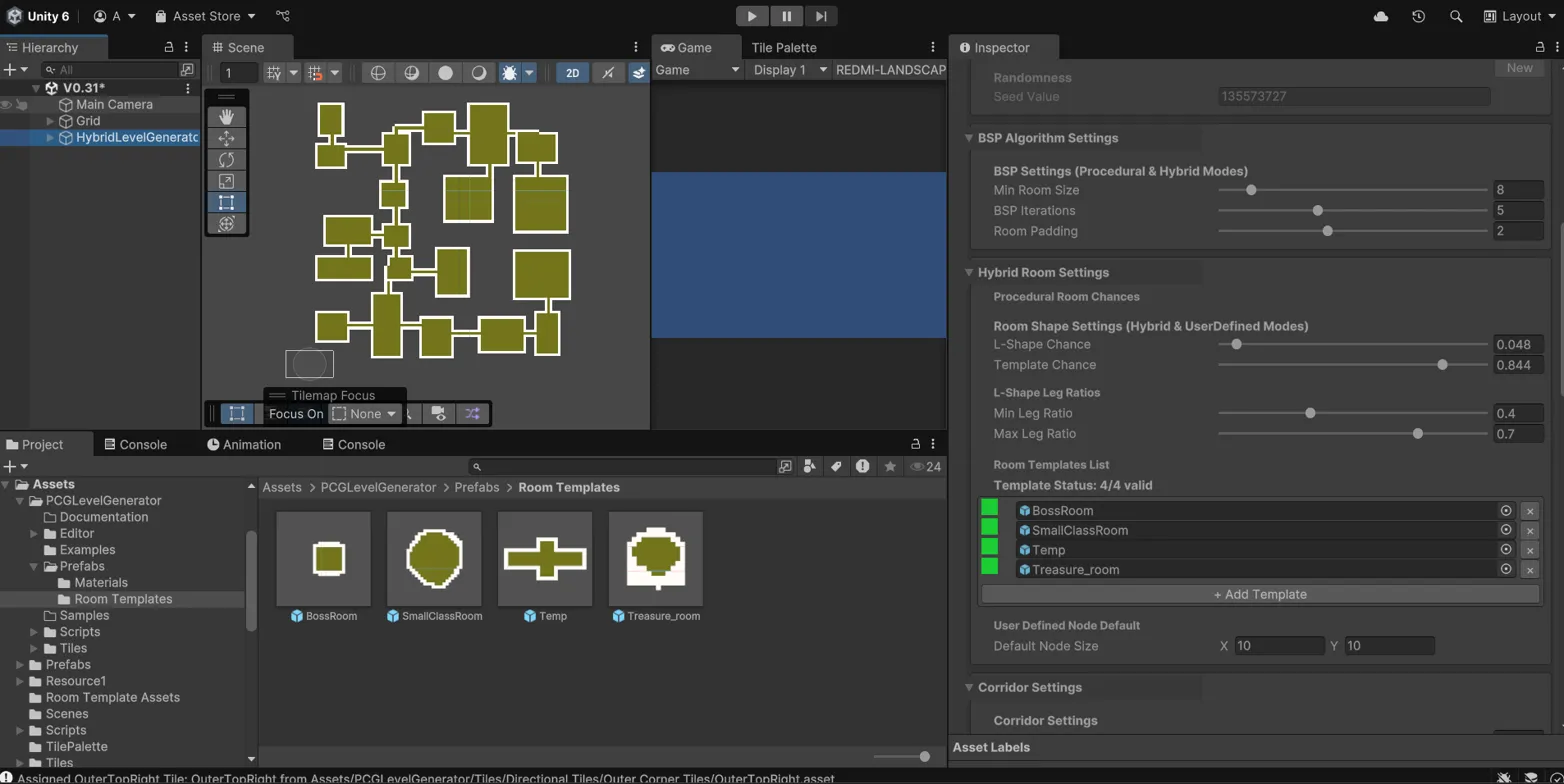 Unity 6
A
Asset Store
Layout
Hierarchy
Scene
Game
Tile Palette
Inspector
All
1
2D
Game
Display 1
REDMI-LANDSCAP
V0.31*
Main Camera
Grid
HybridLevelGenerato
Tilemap Focus
Focus On
None
Randomness
New
Seed Value
135573727
BSP Algorithm Settings
BSP Settings (Procedural & Hybrid Modes)
Min Room Size
8
BSP Iterations
5
Room Padding
2
Hybrid Room Settings
Procedural Room Chances
Room Shape Settings (Hybrid & UserDefined Modes)
L-Shape Chance
0.048
Template Chance
0.844
L-Shape Leg Ratios
Min Leg Ratio
0.4
Max Leg Ratio
0.7
Room Templates List
Template Status: 4/4 valid
BossRoom
SmallClassRoom
Temp
Treasure_room
+ Add Template
User Defined Node Default
Default Node Size
X 10
Y 10
Corridor Settings
Corridor Settings
Asset Labels
Project
Console
Animation
Console
24
Assets
PCGLevelGenerator
Documentation
Editor
Examples
Prefabs
Materials
Room Templates
Samples
Scripts
Tiles
Prefabs
Resource1
Room Template Assets
Scenes
Scripts
TilePalette
Tiles
Assets > PCGLevelGenerator > Prefabs > Room Templates
BossRoom
SmallClassRoom
Temp
Treasure_room
Assigned OuterTopRight Tile: OuterTopRight from Assets/PCGLevelGenerator/Tiles/Directional Tiles/Outer Corner Tiles/OuterTopRight.asset